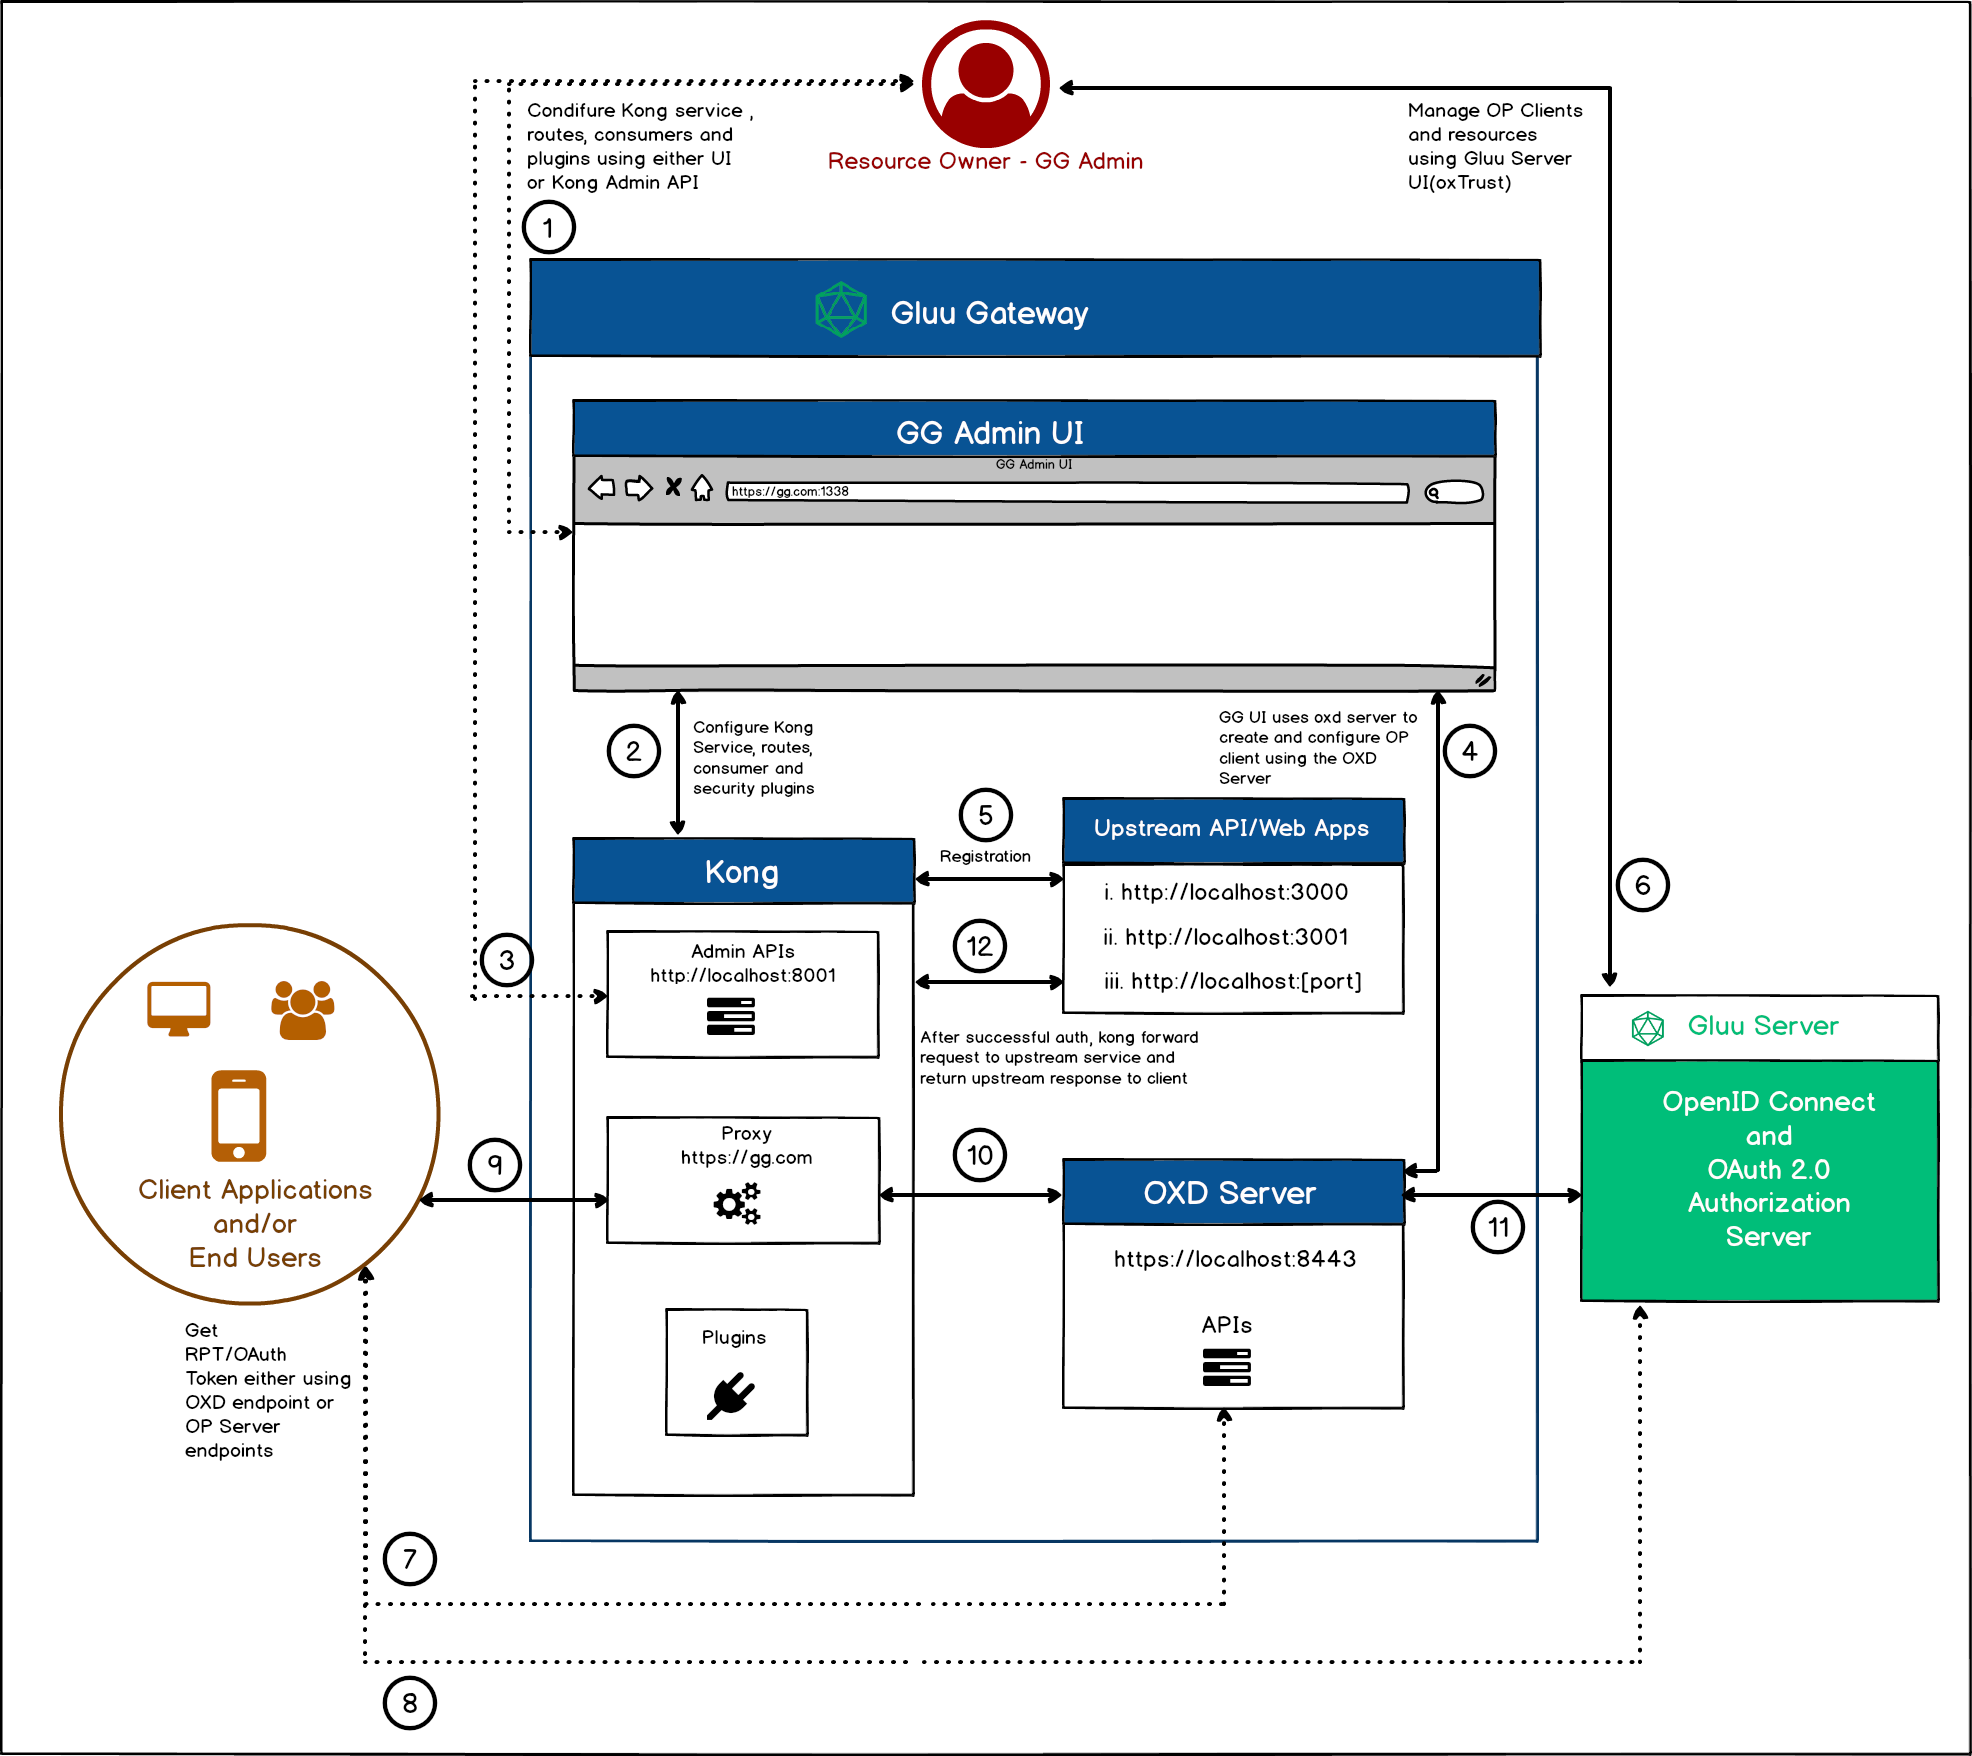 Condifure Kong service ,
routes, consumers and
plugins using either UI
or Kong Admin API
Resource Owner - GG Admin
Manage OP Clients
and resources
using Gluu Server
UI(oxTrust)
1
Gluu Gateway
GG Admin UI
GG Admin UI
https://gg.com:1338
2
Configure Kong
Service, routes,
consumer and
security plugins
GG UI uses oxd server to
create and configure OP
client using the OXD
Server
4
5
Registration
Upstream API/Web Apps
i. http://localhost:3000
ii. http://localhost:3001
iii. http://localhost:[port]
Kong
6
3
Admin APIs
http://localhost:8001
12
After successful auth, kong forward
request to upstream service and
return upstream response to client
Gluu Server
OpenID Connect
and
OAuth 2.0
Authorization
Server
Client Applications
and/or
End Users
9
Proxy
https://gg.com
10
OXD Server
11
https://localhost:8443
APIs
Plugins
Get
RPT/OAuth
Token either using
OXD endpoint or
OP Server
endpoints
7
8